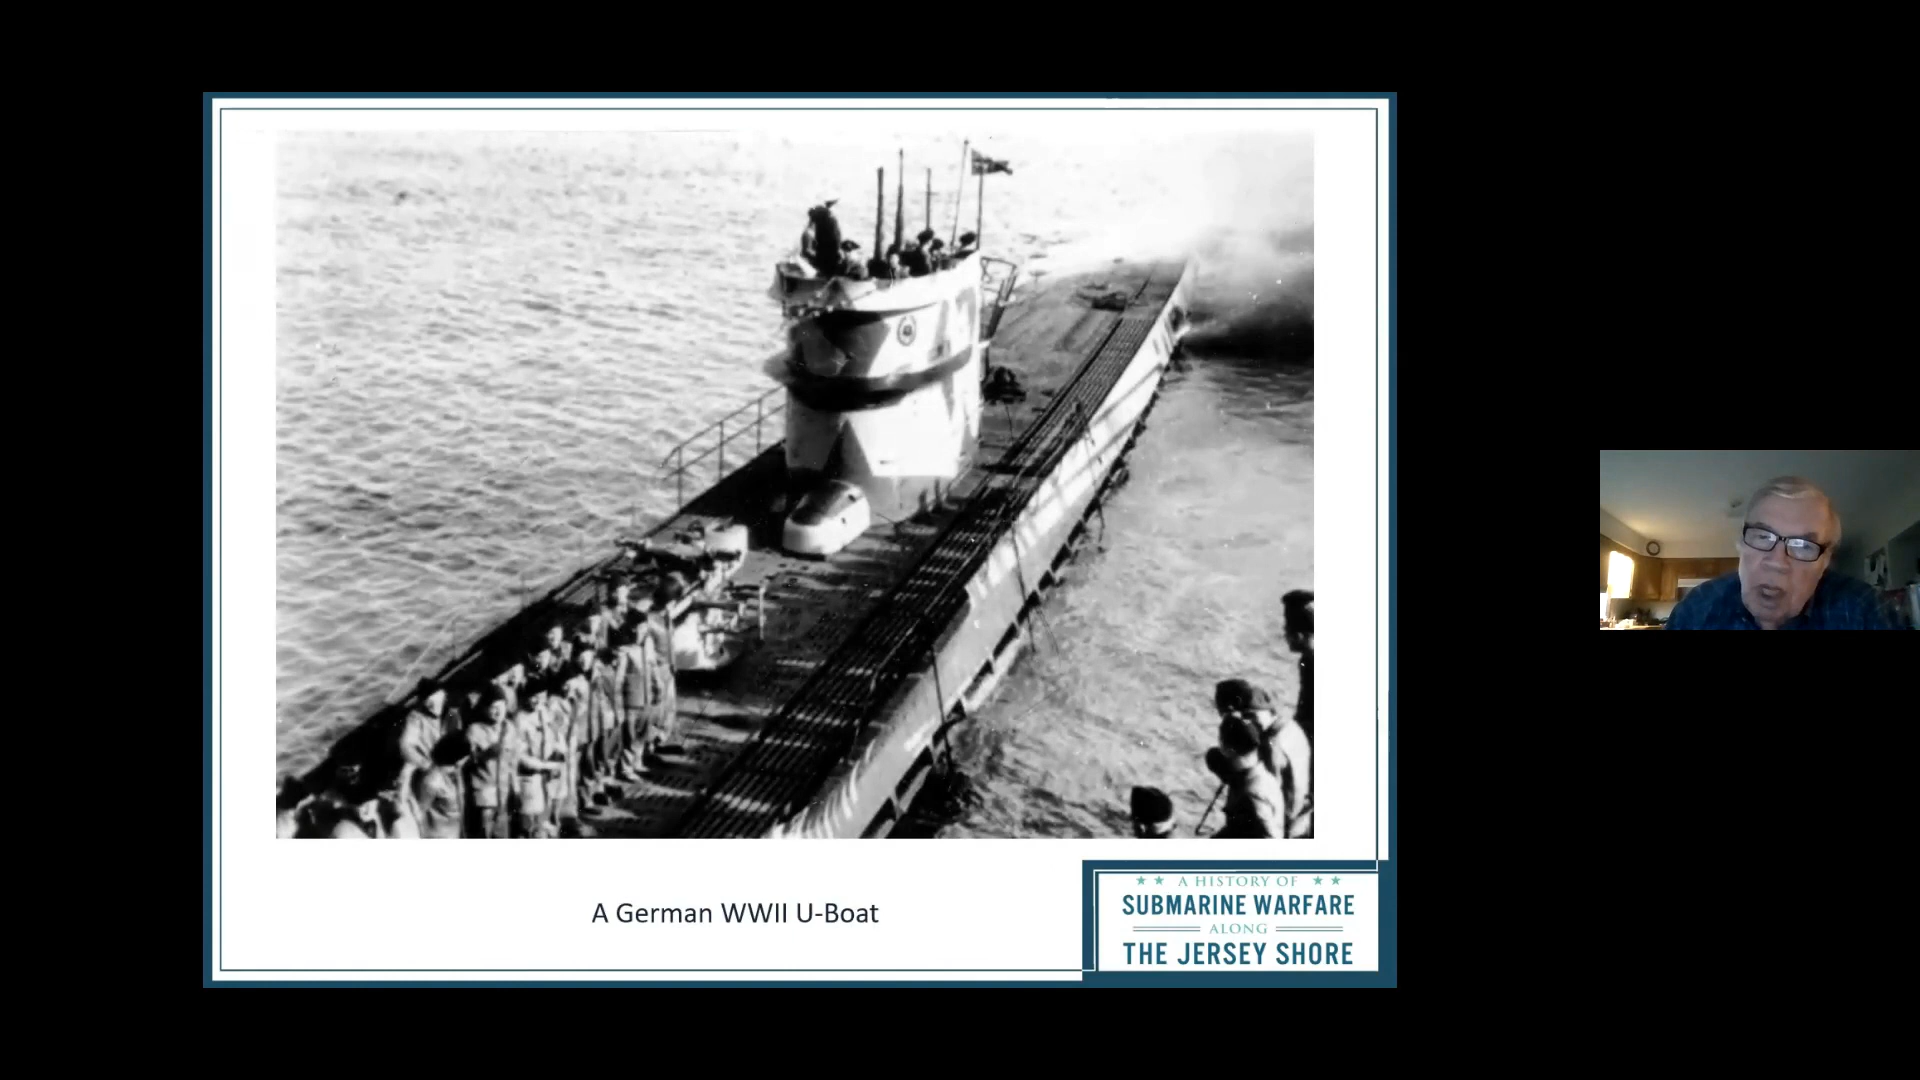 A German WWII U-Boat
★ ★ A HISTORY OF ★ ★
SUBMARINE WARFARE
ALONG
THE JERSEY SHORE